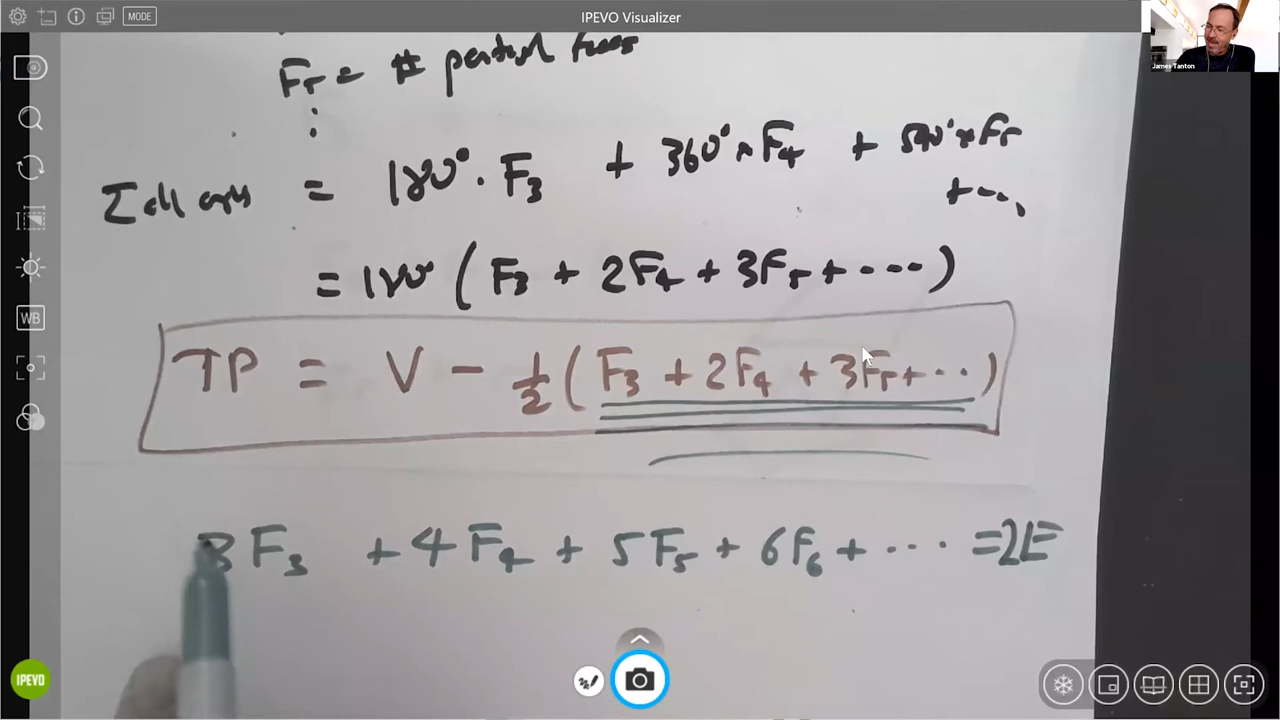 MODE
IPEVO Visualizer
James Tanton
F5 = # pentagonal faces
⋮
Σ all angles = 180° · F3 + 360° × F4 + 540° × F5
+ ...
= 180° ( F3 + 2F4 + 3F5 + ···· )
TP = V - 1/2 ( F3 + 2F4 + 3F5 + ··· )
3F3 + 4F4 + 5F5 + 6F6 + ··· = 2E
WB
IPEVO